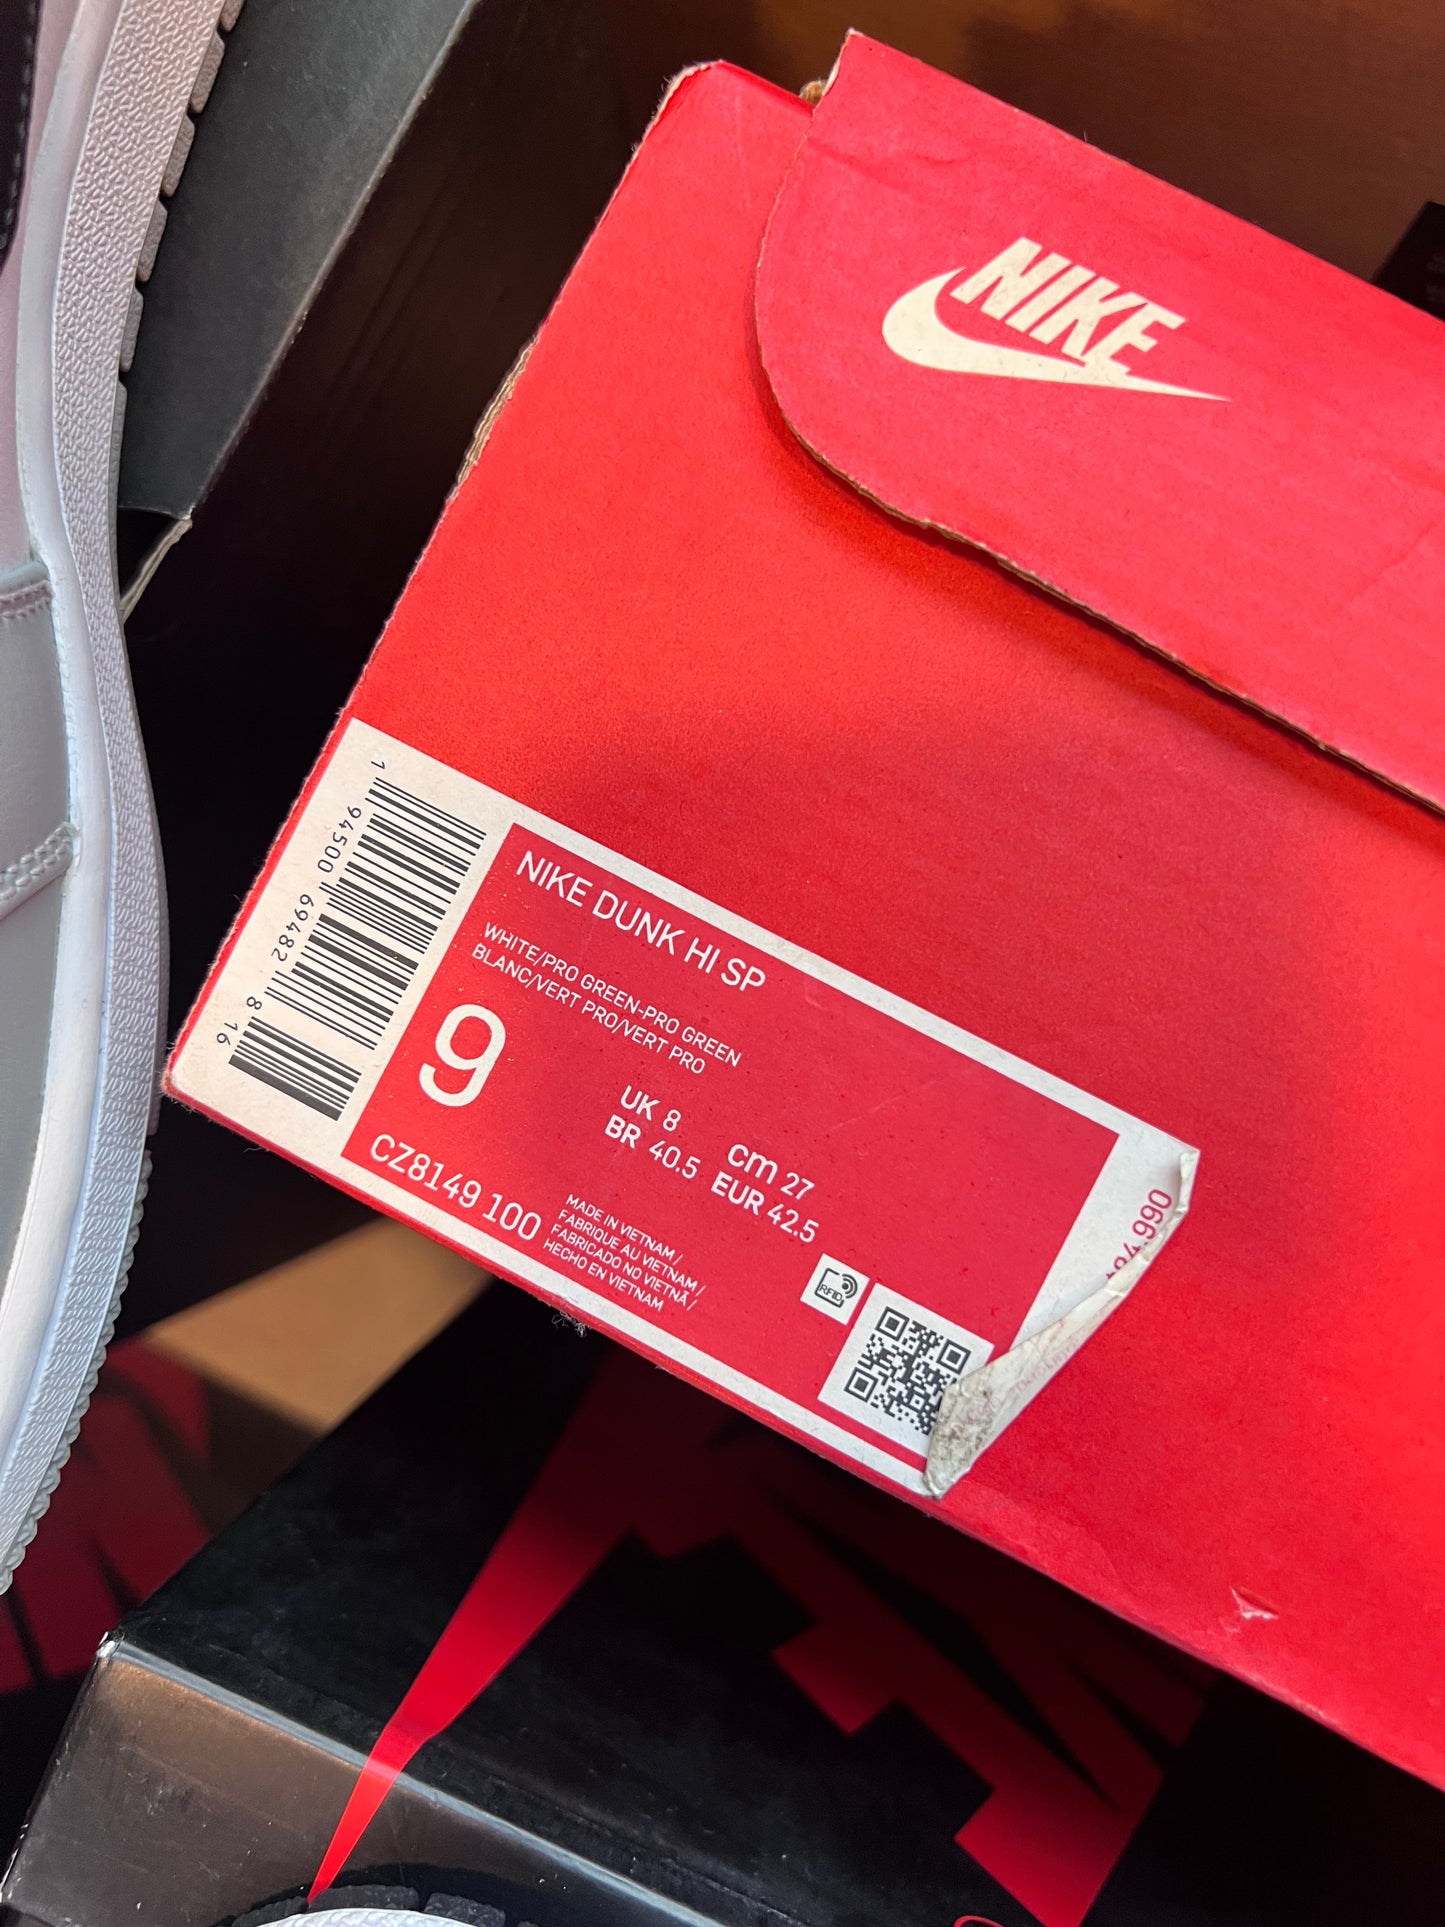 NIKE
1 94500 69482 8 16
NIKE DUNK HI SP
WHITE/PRO GREEN-PRO GREEN
BLANC/VERT PRO/VERT PRO
9
UK 8
cm 27
BR 40.5
EUR 42.5
CZ8149 100
MADE IN VIETNAM /
FABRIQUE AU VIETNAM /
FABRICADO NO VIETNÃ /
HECHO EN VIETNAM
RFID